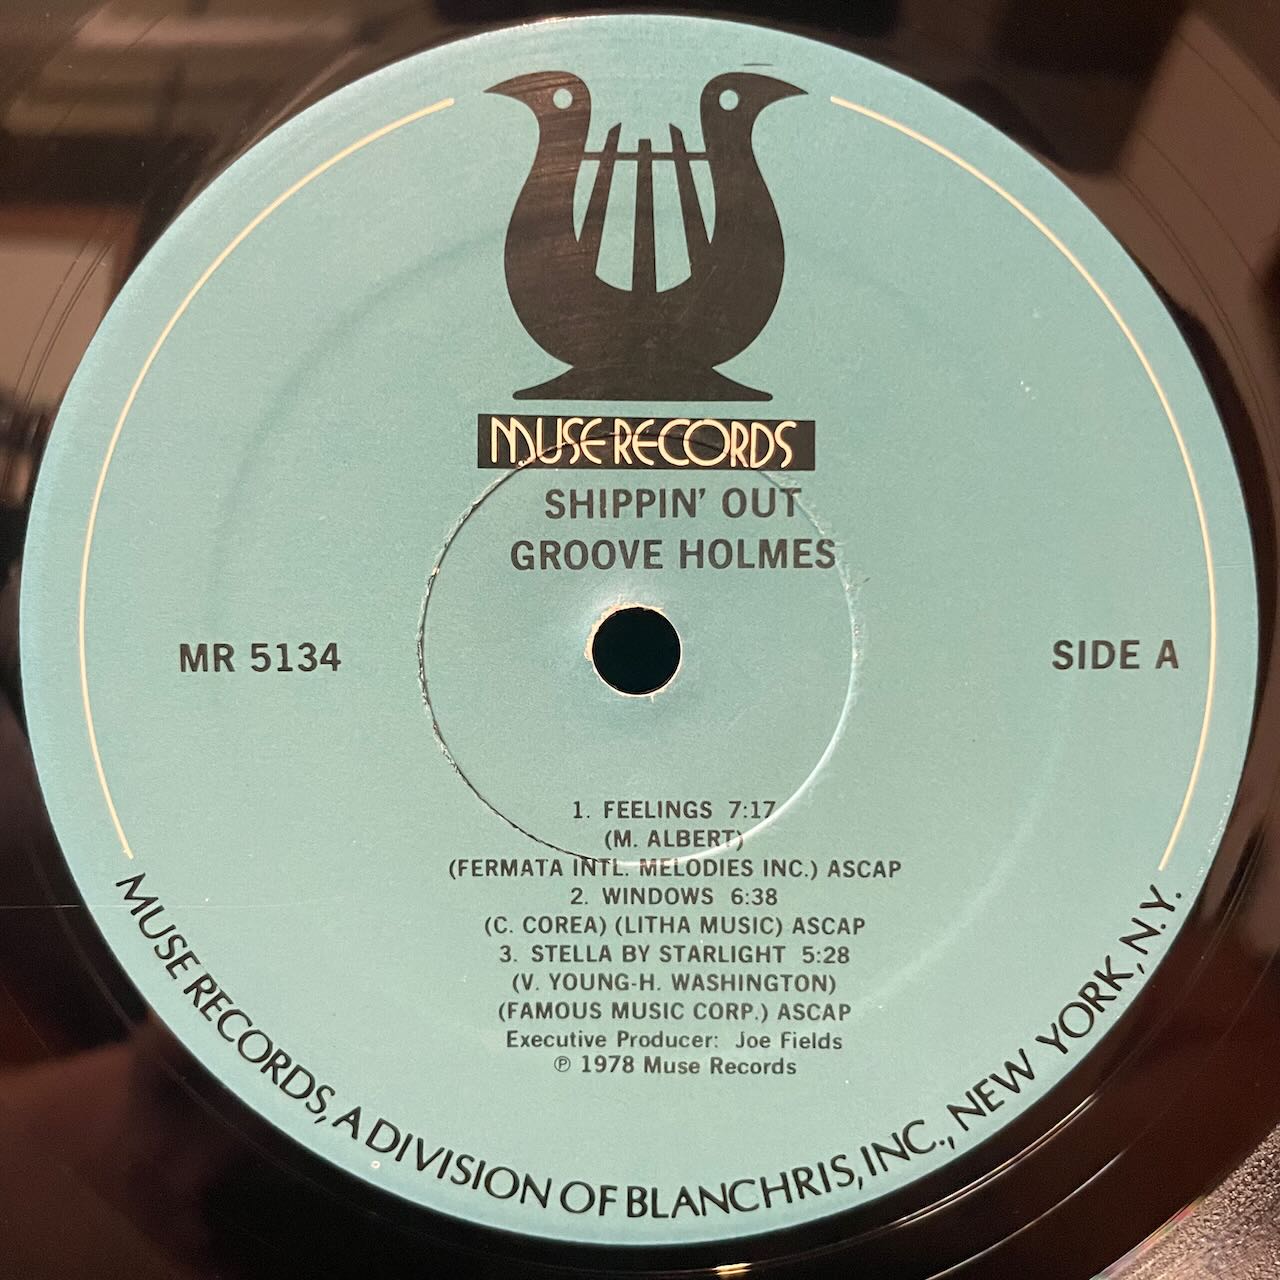 MUSE RECORDS
SHIPPIN' OUT
GROOVE HOLMES
MR 5134
SIDE A
1. FEELINGS 7:17
(M. ALBERT)
(FERMATA INTL. MELODIES INC.) ASCAP
2. WINDOWS 6:38
(C. COREA) (LITHA MUSIC) ASCAP
3. STELLA BY STARLIGHT 5:28
(V. YOUNG-H. WASHINGTON)
(FAMOUS MUSIC CORP.) ASCAP
Executive Producer: Joe Fields
℗ 1978 Muse Records
MUSE RECORDS, A DIVISION OF BLANCHRIS, INC., NEW YORK, N.Y.